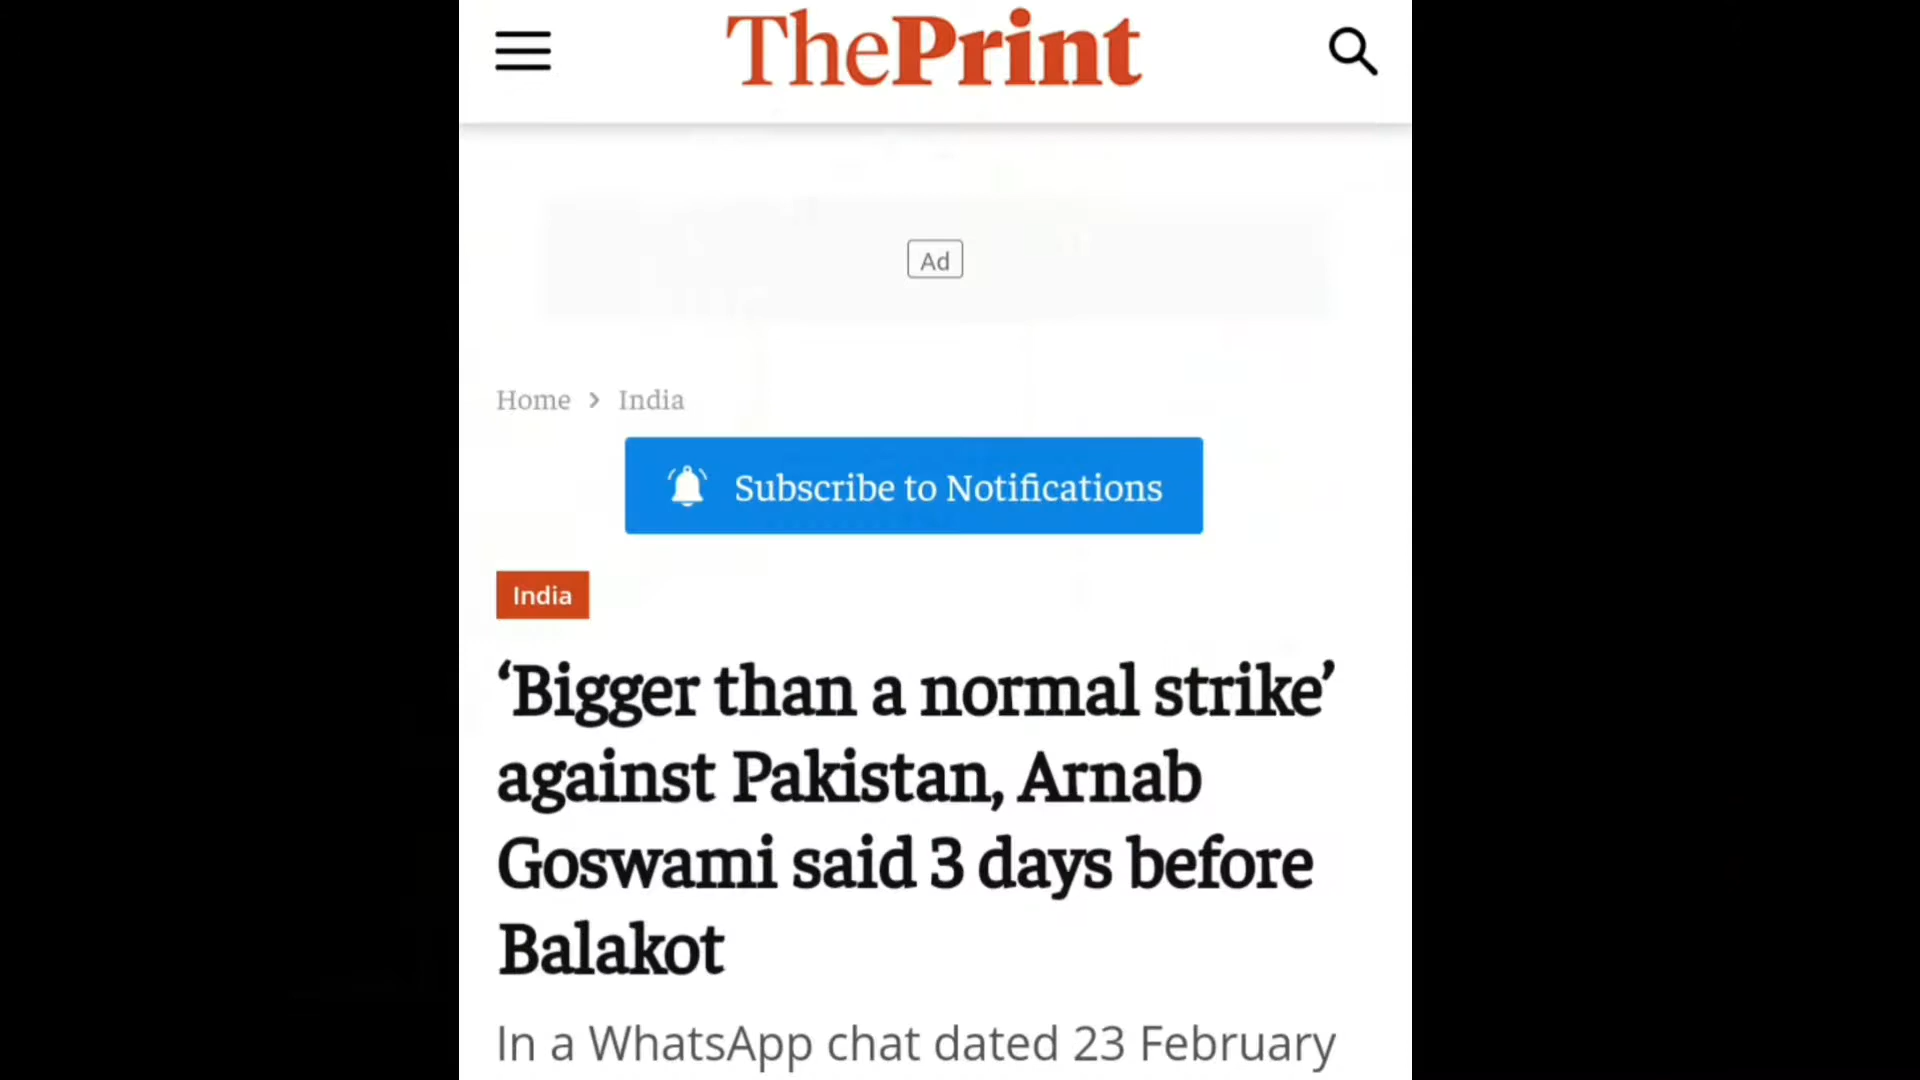 ThePrint
Ad
Home > India
Subscribe to Notifications
India
‘Bigger than a normal strike’
against Pakistan, Arnab
Goswami said 3 days before
Balakot
In a WhatsApp chat dated 23 February